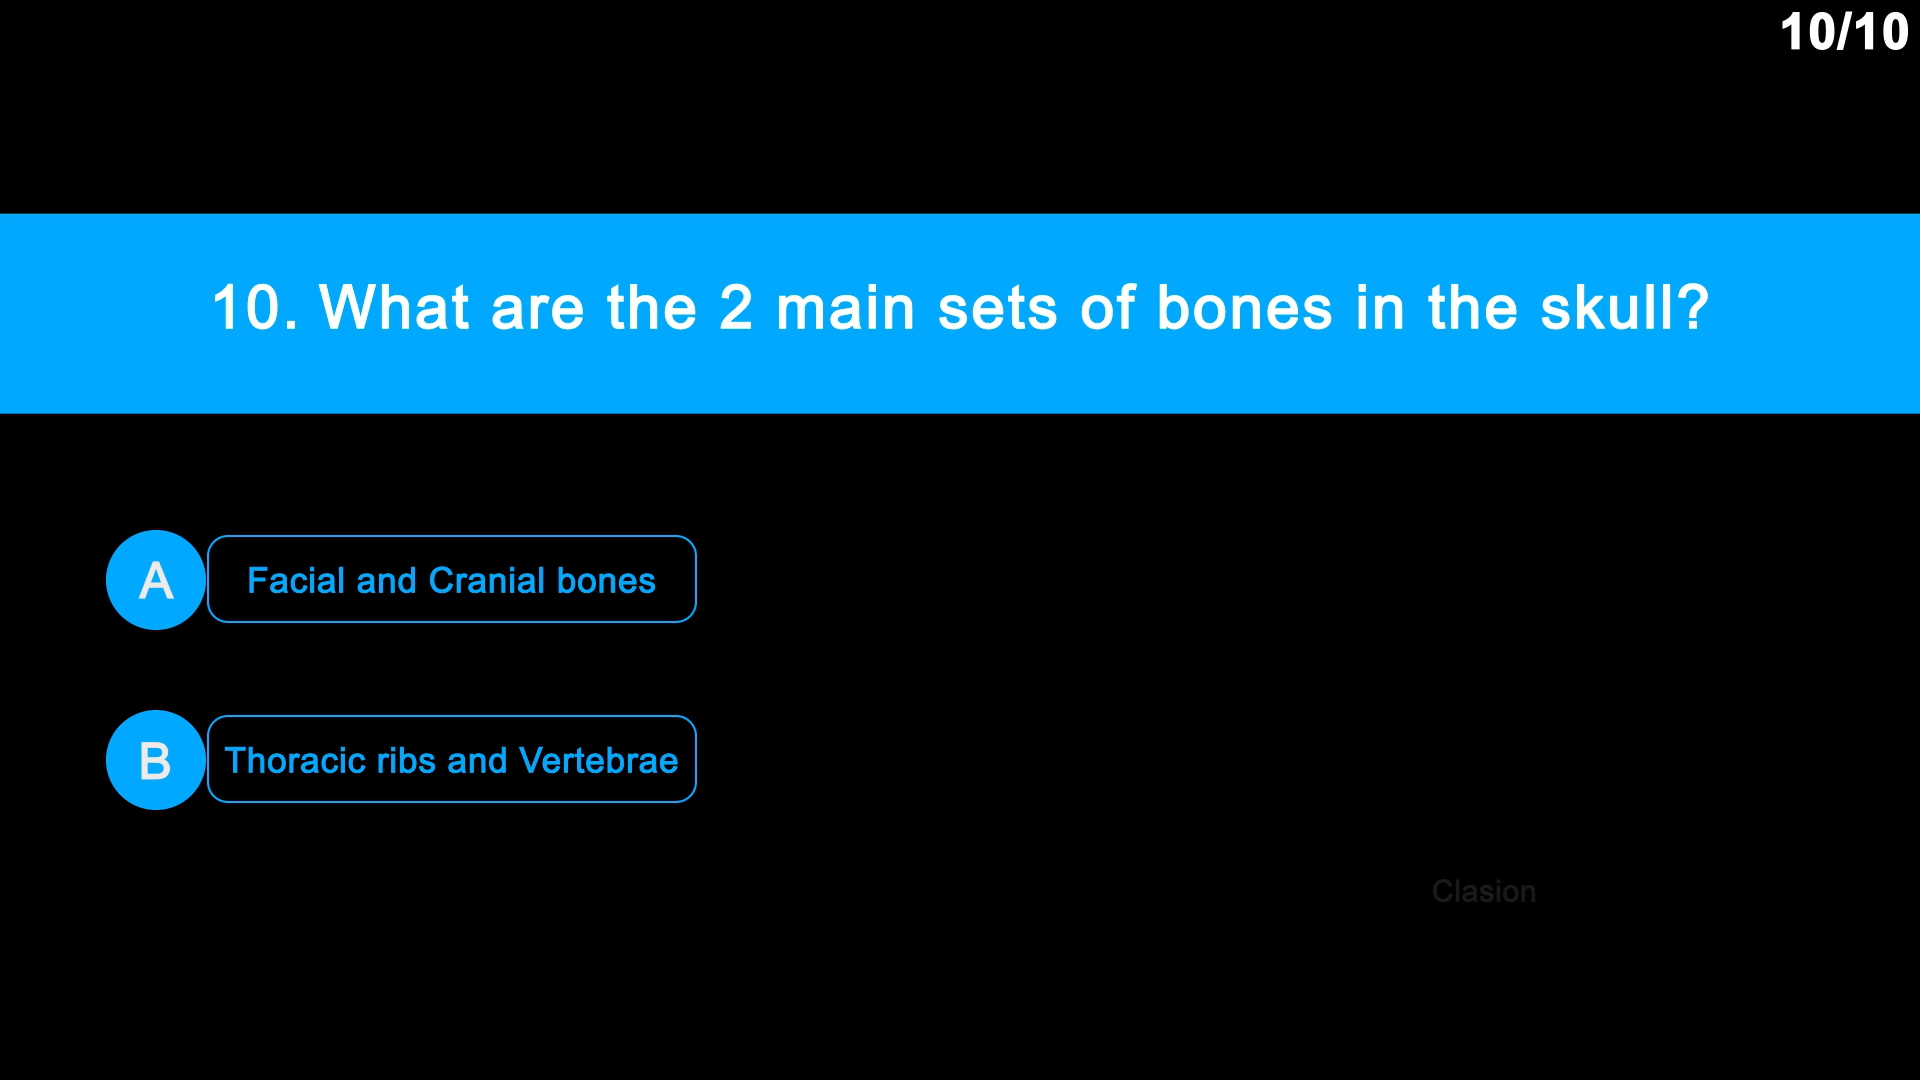 10/10
10. What are the 2 main sets of bones in the skull?
A Facial and Cranial bones
B Thoracic ribs and Vertebrae
Clasion